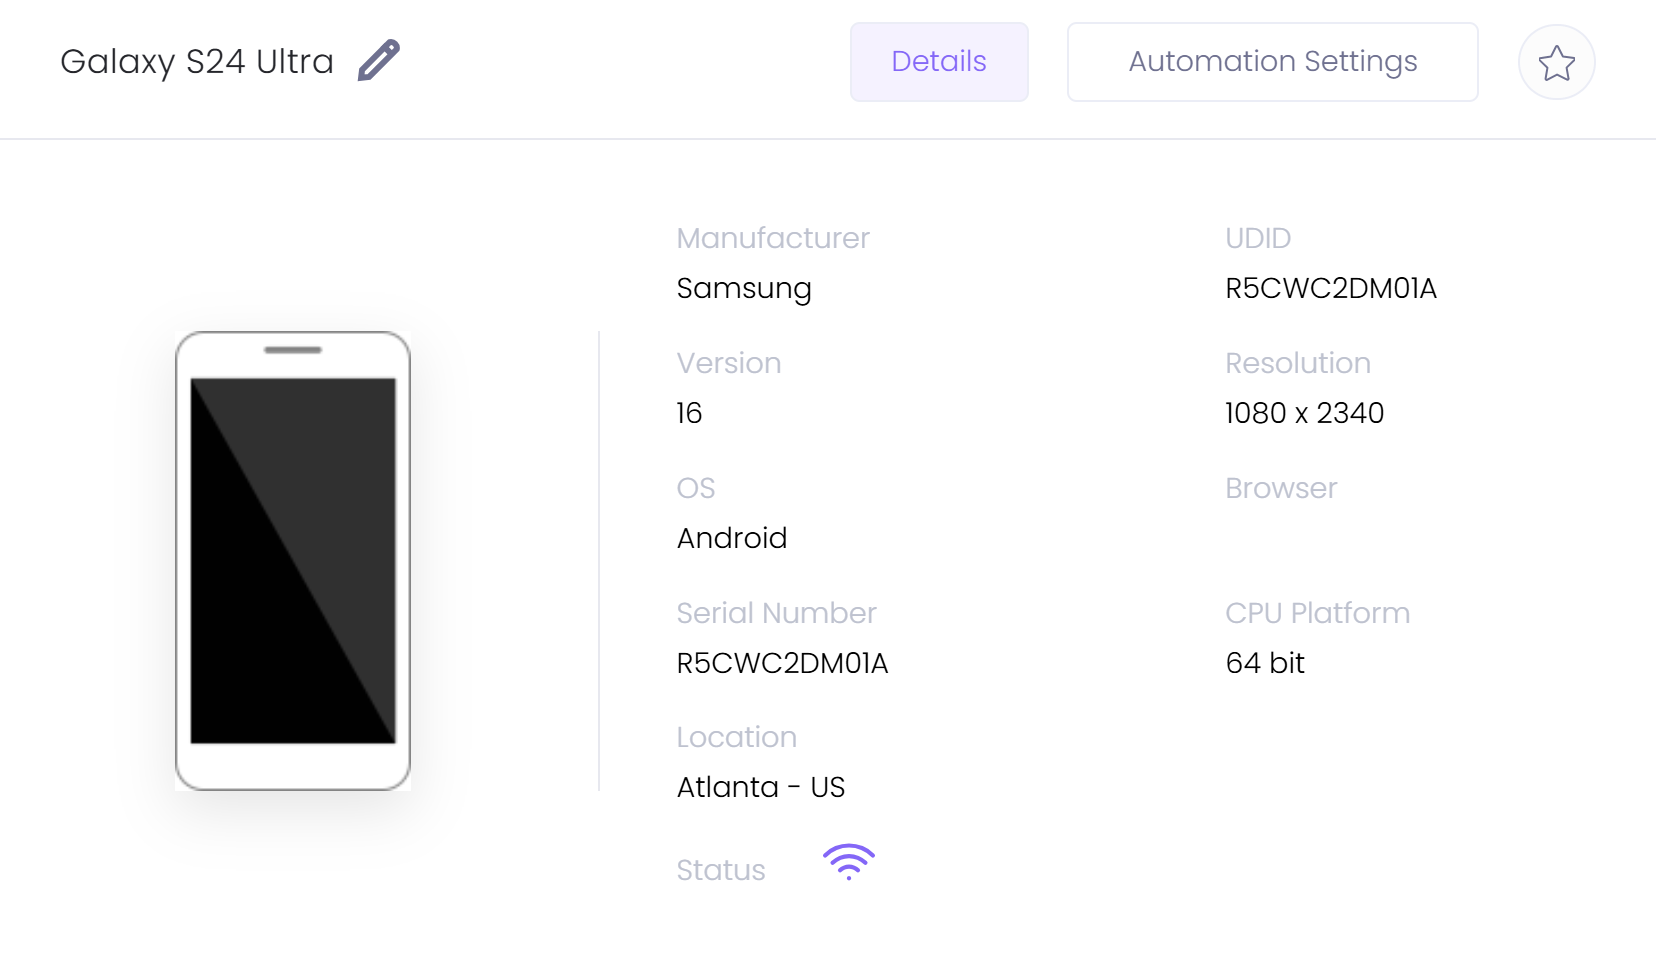 Galaxy S24 Ultra
Details
Automation Settings
Manufacturer
Samsung
UDID
R5CWC2DM01A
Version
16
Resolution
1080 x 2340
OS
Android
Browser
Serial Number
R5CWC2DM01A
CPU Platform
64 bit
Location
Atlanta - US
Status